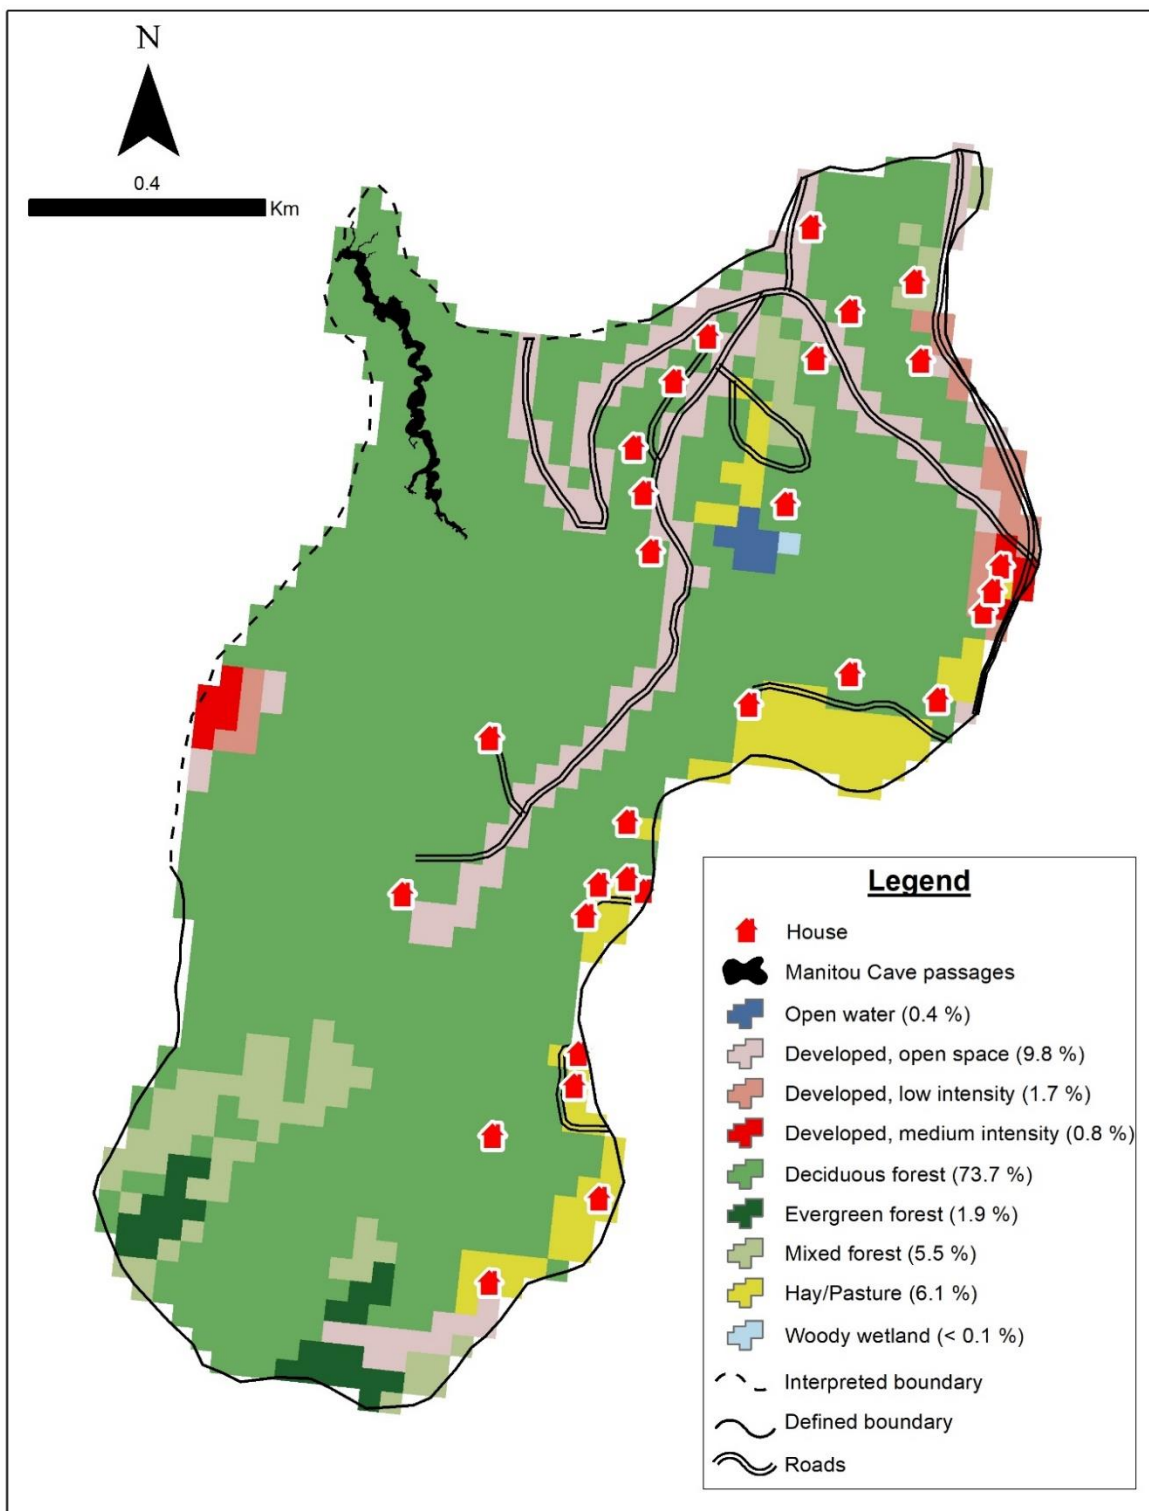 N
0.4
Km
Legend
House
Manitou Cave passages
Open water (0.4 %)
Developed, open space (9.8 %)
Developed, low intensity (1.7 %)
Developed, medium intensity (0.8 %)
Deciduous forest (73.7 %)
Evergreen forest (1.9 %)
Mixed forest (5.5 %)
Hay/Pasture (6.1 %)
Woody wetland (< 0.1 %)
Interpreted boundary
Defined boundary
Roads